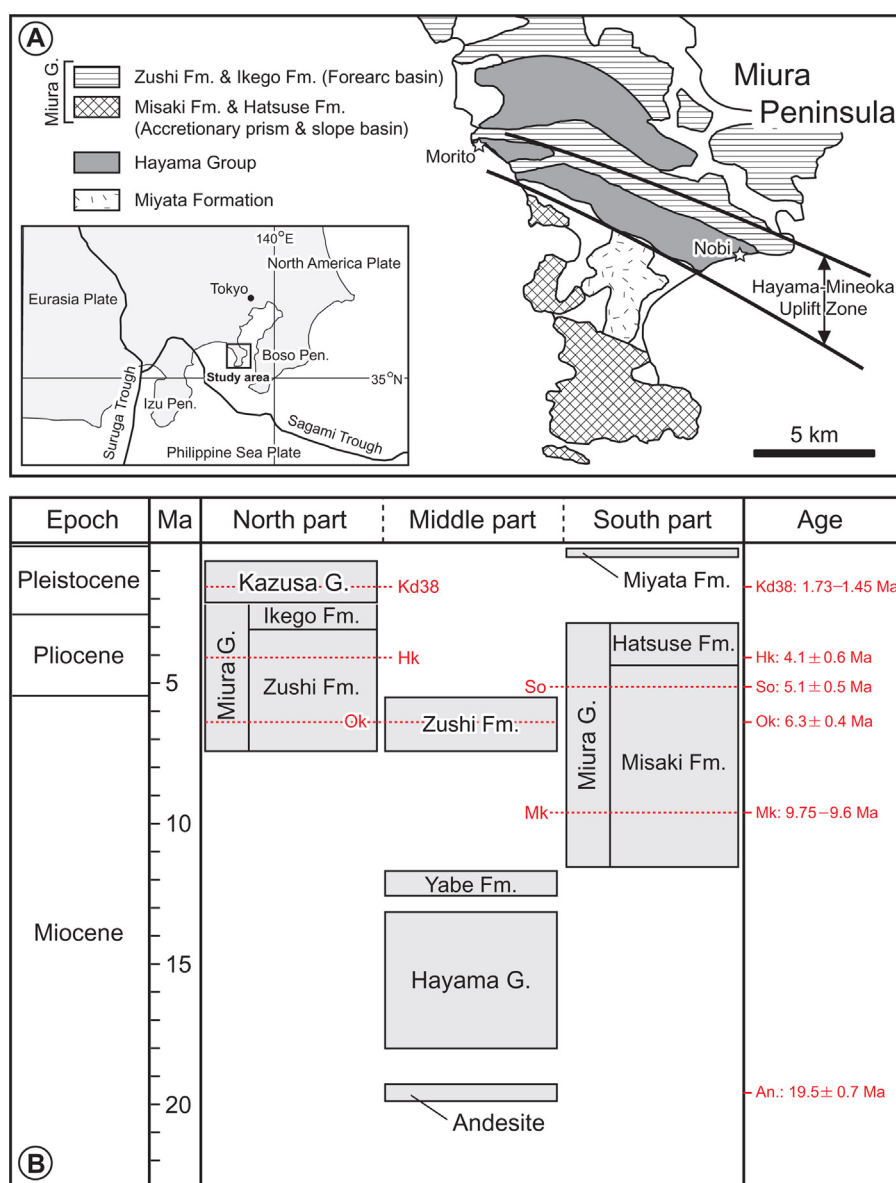 A
Miura G.
Zushi Fm. & Ikego Fm. (Forearc basin)
Misaki Fm. & Hatsuse Fm.
(Accretionary prism & slope basin)
Hayama Group
Miyata Formation
Miura
Peninsula
Morito
Nobi
Hayama-Mineoka
Uplift Zone
5 km
140°E
North America Plate
Eurasia Plate
Tokyo
Boso Pen.
Study area
35°N
Izu Pen.
Suruga Trough
Sagami Trough
Philippine Sea Plate
Epoch Ma North part Middle part South part Age
Pleistocene
Pliocene
Miocene
5
10
15
20
Kazusa G.
Kd38
Miura G.
Ikego Fm.
Zushi Fm.
Hk
Ok
Zushi Fm.
Yabe Fm.
Hayama G.
Andesite
Miyata Fm.
Miura G.
Hatsuse Fm.
Misaki Fm.
So
Mk
Kd38: 1.73–1.45 Ma
Hk: 4.1 ± 0.6 Ma
So: 5.1 ± 0.5 Ma
Ok: 6.3 ± 0.4 Ma
Mk: 9.75–9.6 Ma
An.: 19.5 ± 0.7 Ma
B